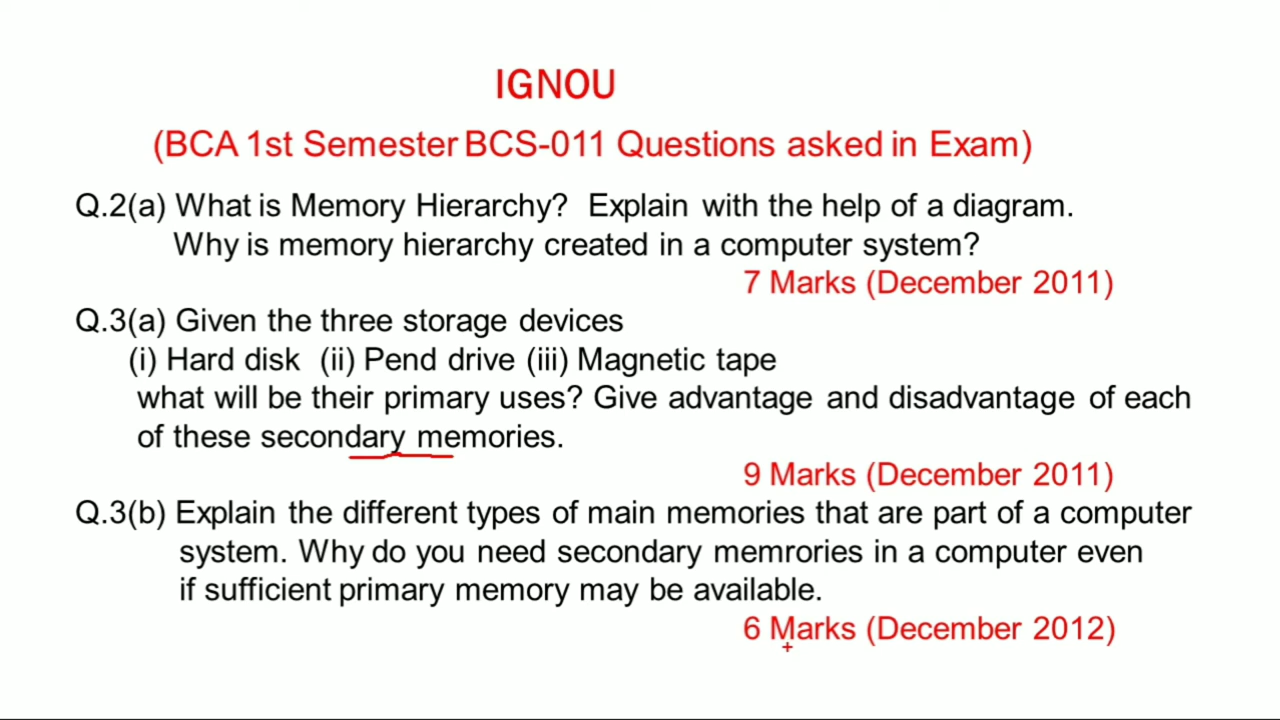 IGNOU
(BCA 1st Semester BCS-011 Questions asked in Exam)
Q.2(a) What is Memory Hierarchy? Explain with the help of a diagram.
Why is memory hierarchy created in a computer system?
7 Marks (December 2011)
Q.3(a) Given the three storage devices
(i) Hard disk (ii) Pend drive (iii) Magnetic tape
what will be their primary uses? Give advantage and disadvantage of each
of these secondary memories.
9 Marks (December 2011)
Q.3(b) Explain the different types of main memories that are part of a computer
system. Why do you need secondary memrories in a computer even
if sufficient primary memory may be available.
6 Marks (December 2012)